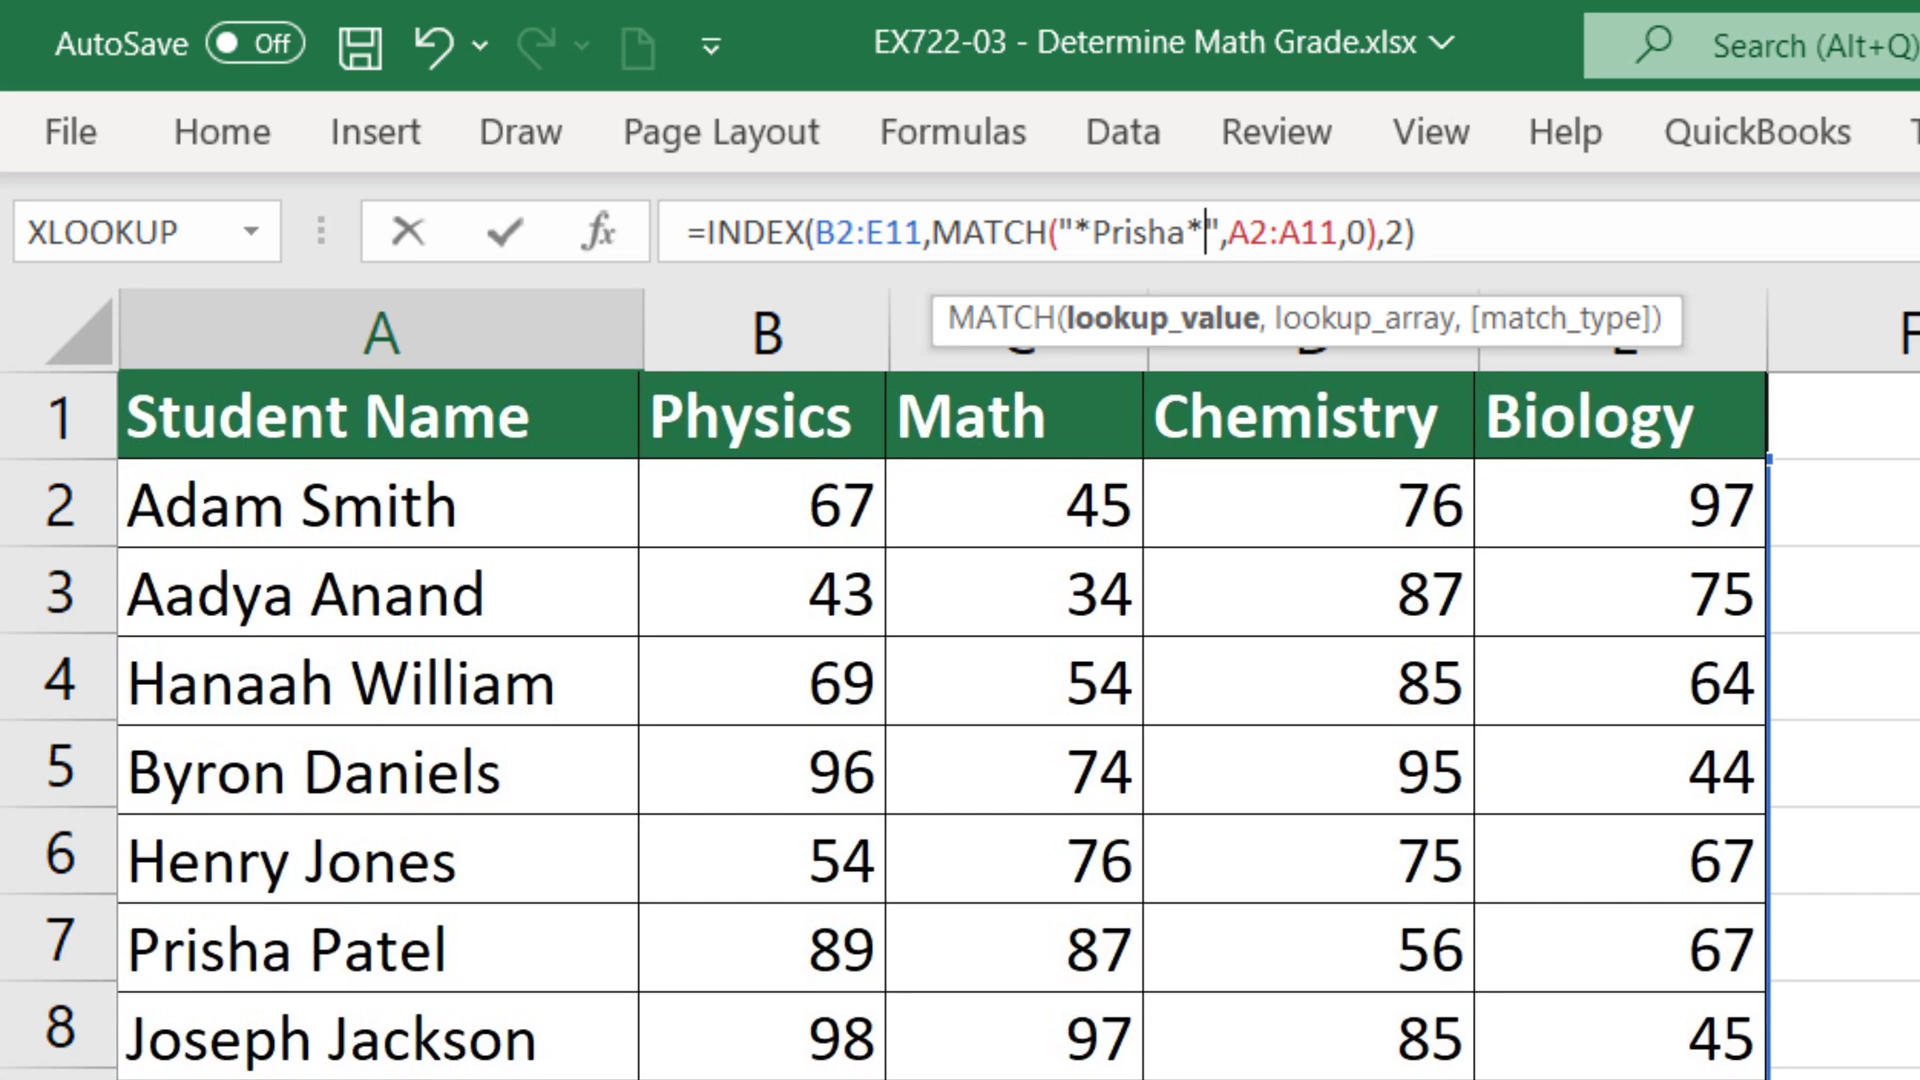 AutoSave Off EX722-03 - Determine Math Grade.xlsx Search (Alt+Q)
File Home Insert Draw Page Layout Formulas Data Review View Help QuickBooks
XLOOKUP fx =INDEX(B2:E11,MATCH("*Prisha*",A2:A11,0),2)
MATCH(lookup_value, lookup_array, [match_type])
A B
1 Student Name Physics Math Chemistry Biology
2 Adam Smith 67 45 76 97
3 Aadya Anand 43 34 87 75
4 Hanaah William 69 54 85 64
5 Byron Daniels 96 74 95 44
6 Henry Jones 54 76 75 67
7 Prisha Patel 89 87 56 67
8 Joseph Jackson 98 97 85 45